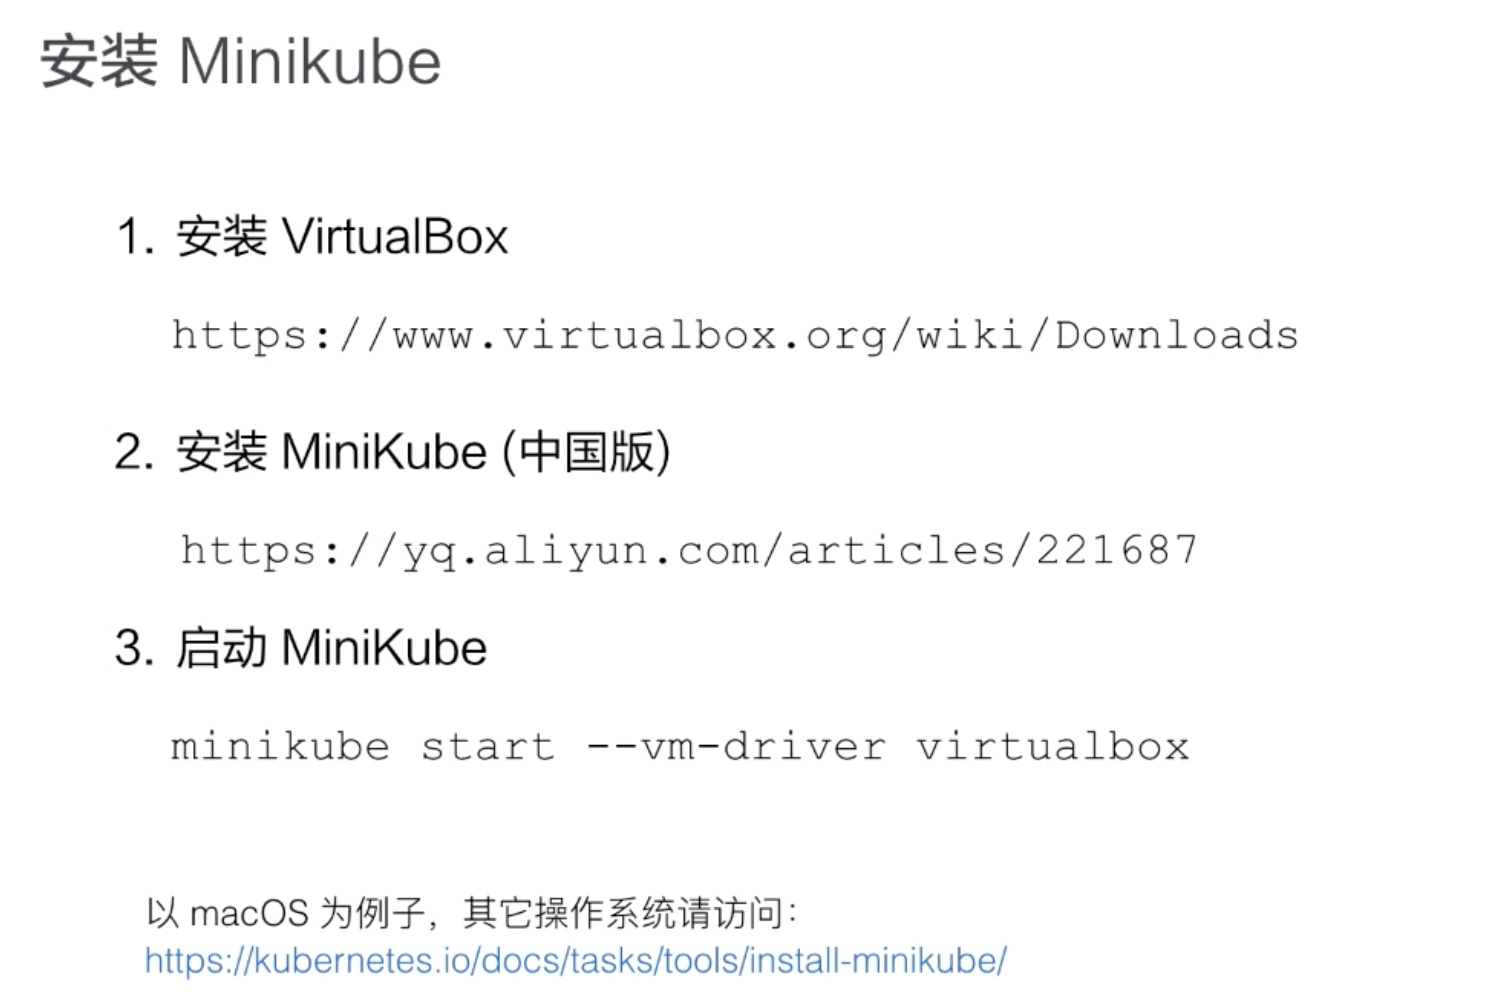 安装 Minikube
1. 安装 VirtualBox
https://www.virtualbox.org/wiki/Downloads
2. 安装 MiniKube (中国版)
https://yq.aliyun.com/articles/221687
3. 启动 MiniKube
minikube start --vm-driver virtualbox
以 macOS 为例子，其它操作系统请访问：
https://kubernetes.io/docs/tasks/tools/install-minikube/